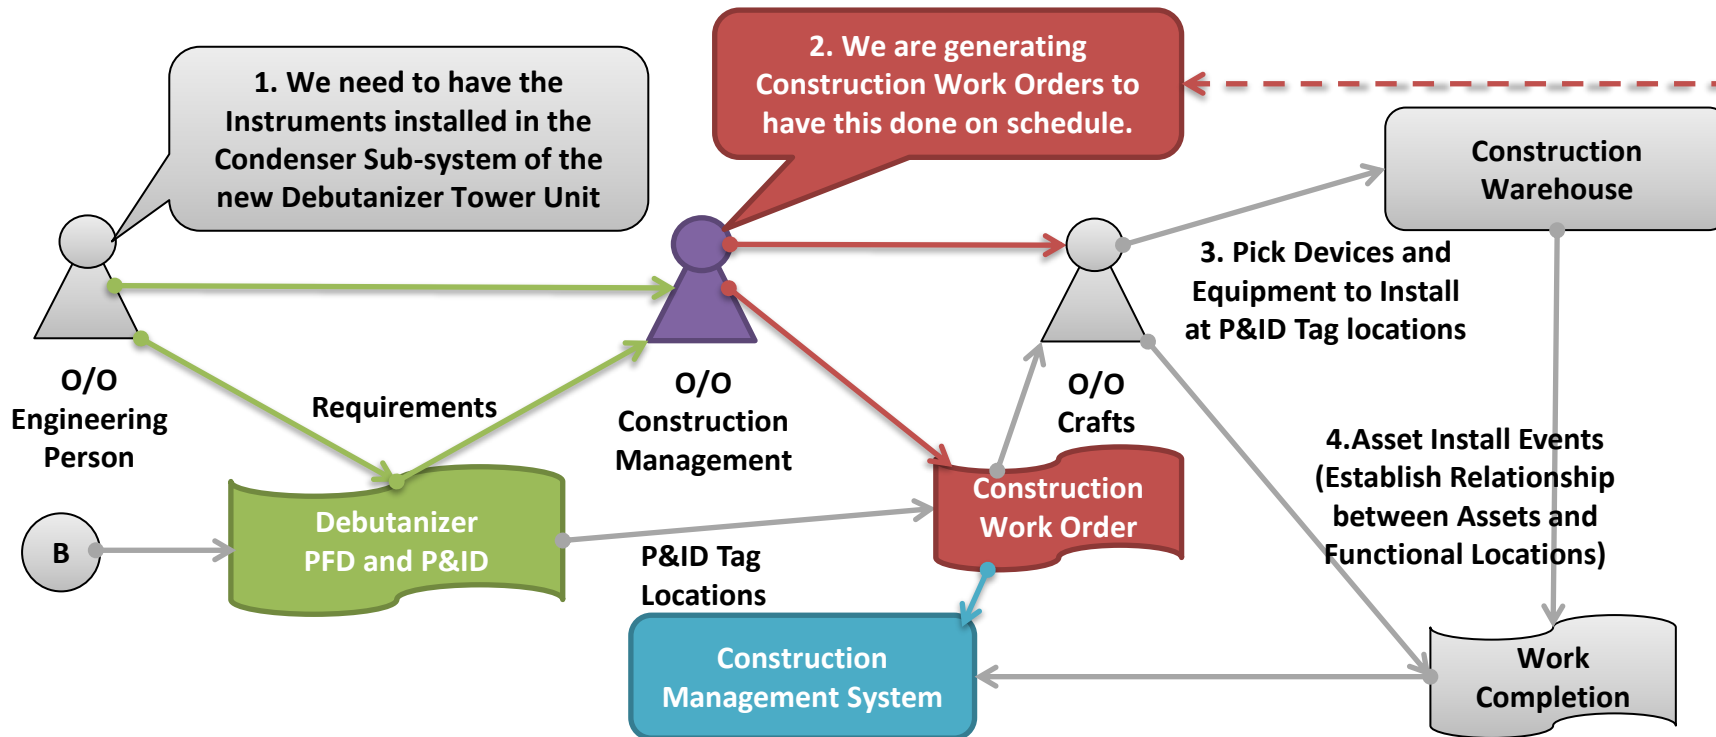 1. We need to have the
Instruments installed in the
Condenser Sub-system of the
new Debutanizer Tower Unit
2. We are generating
Construction Work Orders to
have this done on schedule.
Construction
Warehouse
3. Pick Devices and
Equipment to Install
at P&ID Tag locations
O/O
Engineering
Person
Requirements
O/O
Construction
Management
O/O
Crafts
4.Asset Install Events
(Establish Relationship
between Assets and
Functional Locations)
B
Debutanizer
PFD and P&ID
P&ID Tag
Locations
Construction
Work Order
Construction
Management System
Work
Completion